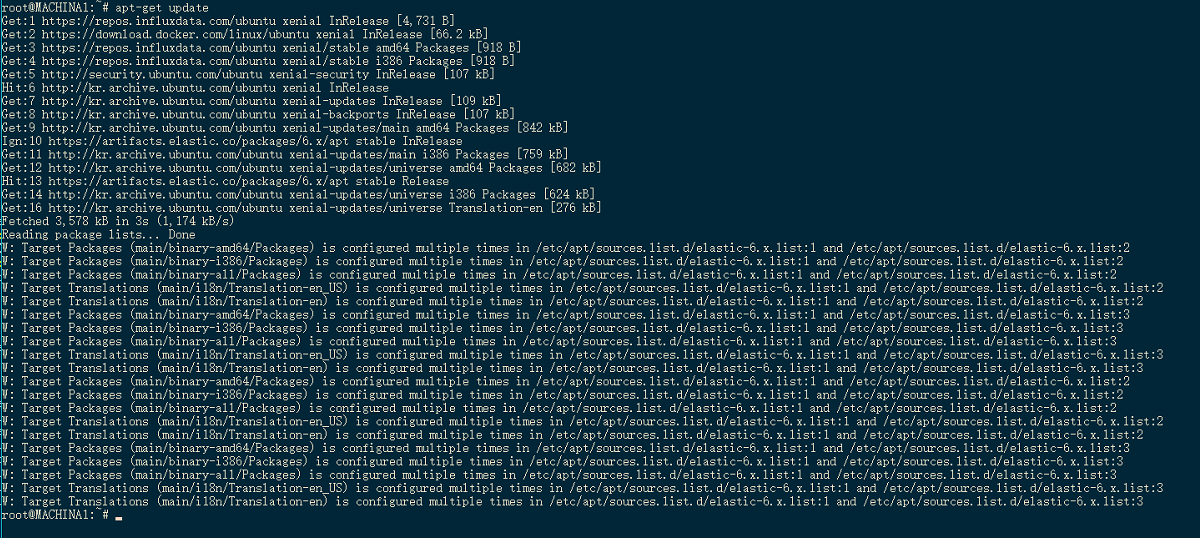 root@MACHINA1:~# apt-get update
Get:1 https://repos.influxdata.com/ubuntu xenial InRelease [4,731 B]
Get:2 https://download.docker.com/linux/ubuntu xenial InRelease [66.2 kB]
Get:3 https://repos.influxdata.com/ubuntu xenial/stable amd64 Packages [918 B]
Get:4 https://repos.influxdata.com/ubuntu xenial/stable i386 Packages [918 B]
Get:5 http://security.ubuntu.com/ubuntu xenial-security InRelease [107 kB]
Hit:6 http://kr.archive.ubuntu.com/ubuntu xenial InRelease
Get:7 http://kr.archive.ubuntu.com/ubuntu xenial-updates InRelease [109 kB]
Get:8 http://kr.archive.ubuntu.com/ubuntu xenial-backports InRelease [107 kB]
Get:9 http://kr.archive.ubuntu.com/ubuntu xenial-updates/main amd64 Packages [842 kB]
Ign:10 https://artifacts.elastic.co/packages/6.x/apt stable InRelease
Get:11 http://kr.archive.ubuntu.com/ubuntu xenial-updates/main i386 Packages [759 kB]
Get:12 http://kr.archive.ubuntu.com/ubuntu xenial-updates/universe amd64 Packages [682 kB]
Hit:13 https://artifacts.elastic.co/packages/6.x/apt stable Release
Get:14 http://kr.archive.ubuntu.com/ubuntu xenial-updates/universe i386 Packages [624 kB]
Get:16 http://kr.archive.ubuntu.com/ubuntu xenial-updates/universe Translation-en [276 kB]
Fetched 3,578 kB in 3s (1,174 kB/s)
Reading package lists... Done
W: Target Packages (main/binary-amd64/Packages) is configured multiple times in /etc/apt/sources.list.d/elastic-6.x.list:1 and /etc/apt/sources.list.d/elastic-6.x.list:2
W: Target Packages (main/binary-i386/Packages) is configured multiple times in /etc/apt/sources.list.d/elastic-6.x.list:1 and /etc/apt/sources.list.d/elastic-6.x.list:2
W: Target Packages (main/binary-all/Packages) is configured multiple times in /etc/apt/sources.list.d/elastic-6.x.list:1 and /etc/apt/sources.list.d/elastic-6.x.list:2
W: Target Translations (main/i18n/Translation-en_US) is configured multiple times in /etc/apt/sources.list.d/elastic-6.x.list:1 and /etc/apt/sources.list.d/elastic-6.x.list:2
W: Target Translations (main/i18n/Translation-en) is configured multiple times in /etc/apt/sources.list.d/elastic-6.x.list:1 and /etc/apt/sources.list.d/elastic-6.x.list:2
W: Target Packages (main/binary-amd64/Packages) is configured multiple times in /etc/apt/sources.list.d/elastic-6.x.list:1 and /etc/apt/sources.list.d/elastic-6.x.list:3
W: Target Packages (main/binary-i386/Packages) is configured multiple times in /etc/apt/sources.list.d/elastic-6.x.list:1 and /etc/apt/sources.list.d/elastic-6.x.list:3
W: Target Packages (main/binary-all/Packages) is configured multiple times in /etc/apt/sources.list.d/elastic-6.x.list:1 and /etc/apt/sources.list.d/elastic-6.x.list:3
W: Target Translations (main/i18n/Translation-en_US) is configured multiple times in /etc/apt/sources.list.d/elastic-6.x.list:1 and /etc/apt/sources.list.d/elastic-6.x.list:3
W: Target Translations (main/i18n/Translation-en) is configured multiple times in /etc/apt/sources.list.d/elastic-6.x.list:1 and /etc/apt/sources.list.d/elastic-6.x.list:3
W: Target Packages (main/binary-amd64/Packages) is configured multiple times in /etc/apt/sources.list.d/elastic-6.x.list:1 and /etc/apt/sources.list.d/elastic-6.x.list:2
W: Target Packages (main/binary-i386/Packages) is configured multiple times in /etc/apt/sources.list.d/elastic-6.x.list:1 and /etc/apt/sources.list.d/elastic-6.x.list:2
W: Target Packages (main/binary-all/Packages) is configured multiple times in /etc/apt/sources.list.d/elastic-6.x.list:1 and /etc/apt/sources.list.d/elastic-6.x.list:2
W: Target Translations (main/i18n/Translation-en_US) is configured multiple times in /etc/apt/sources.list.d/elastic-6.x.list:1 and /etc/apt/sources.list.d/elastic-6.x.list:2
W: Target Translations (main/i18n/Translation-en) is configured multiple times in /etc/apt/sources.list.d/elastic-6.x.list:1 and /etc/apt/sources.list.d/elastic-6.x.list:2
W: Target Packages (main/binary-amd64/Packages) is configured multiple times in /etc/apt/sources.list.d/elastic-6.x.list:1 and /etc/apt/sources.list.d/elastic-6.x.list:3
W: Target Packages (main/binary-i386/Packages) is configured multiple times in /etc/apt/sources.list.d/elastic-6.x.list:1 and /etc/apt/sources.list.d/elastic-6.x.list:3
W: Target Packages (main/binary-all/Packages) is configured multiple times in /etc/apt/sources.list.d/elastic-6.x.list:1 and /etc/apt/sources.list.d/elastic-6.x.list:3
W: Target Translations (main/i18n/Translation-en_US) is configured multiple times in /etc/apt/sources.list.d/elastic-6.x.list:1 and /etc/apt/sources.list.d/elastic-6.x.list:3
W: Target Translations (main/i18n/Translation-en) is configured multiple times in /etc/apt/sources.list.d/elastic-6.x.list:1 and /etc/apt/sources.list.d/elastic-6.x.list:3
root@MACHINA1:~#